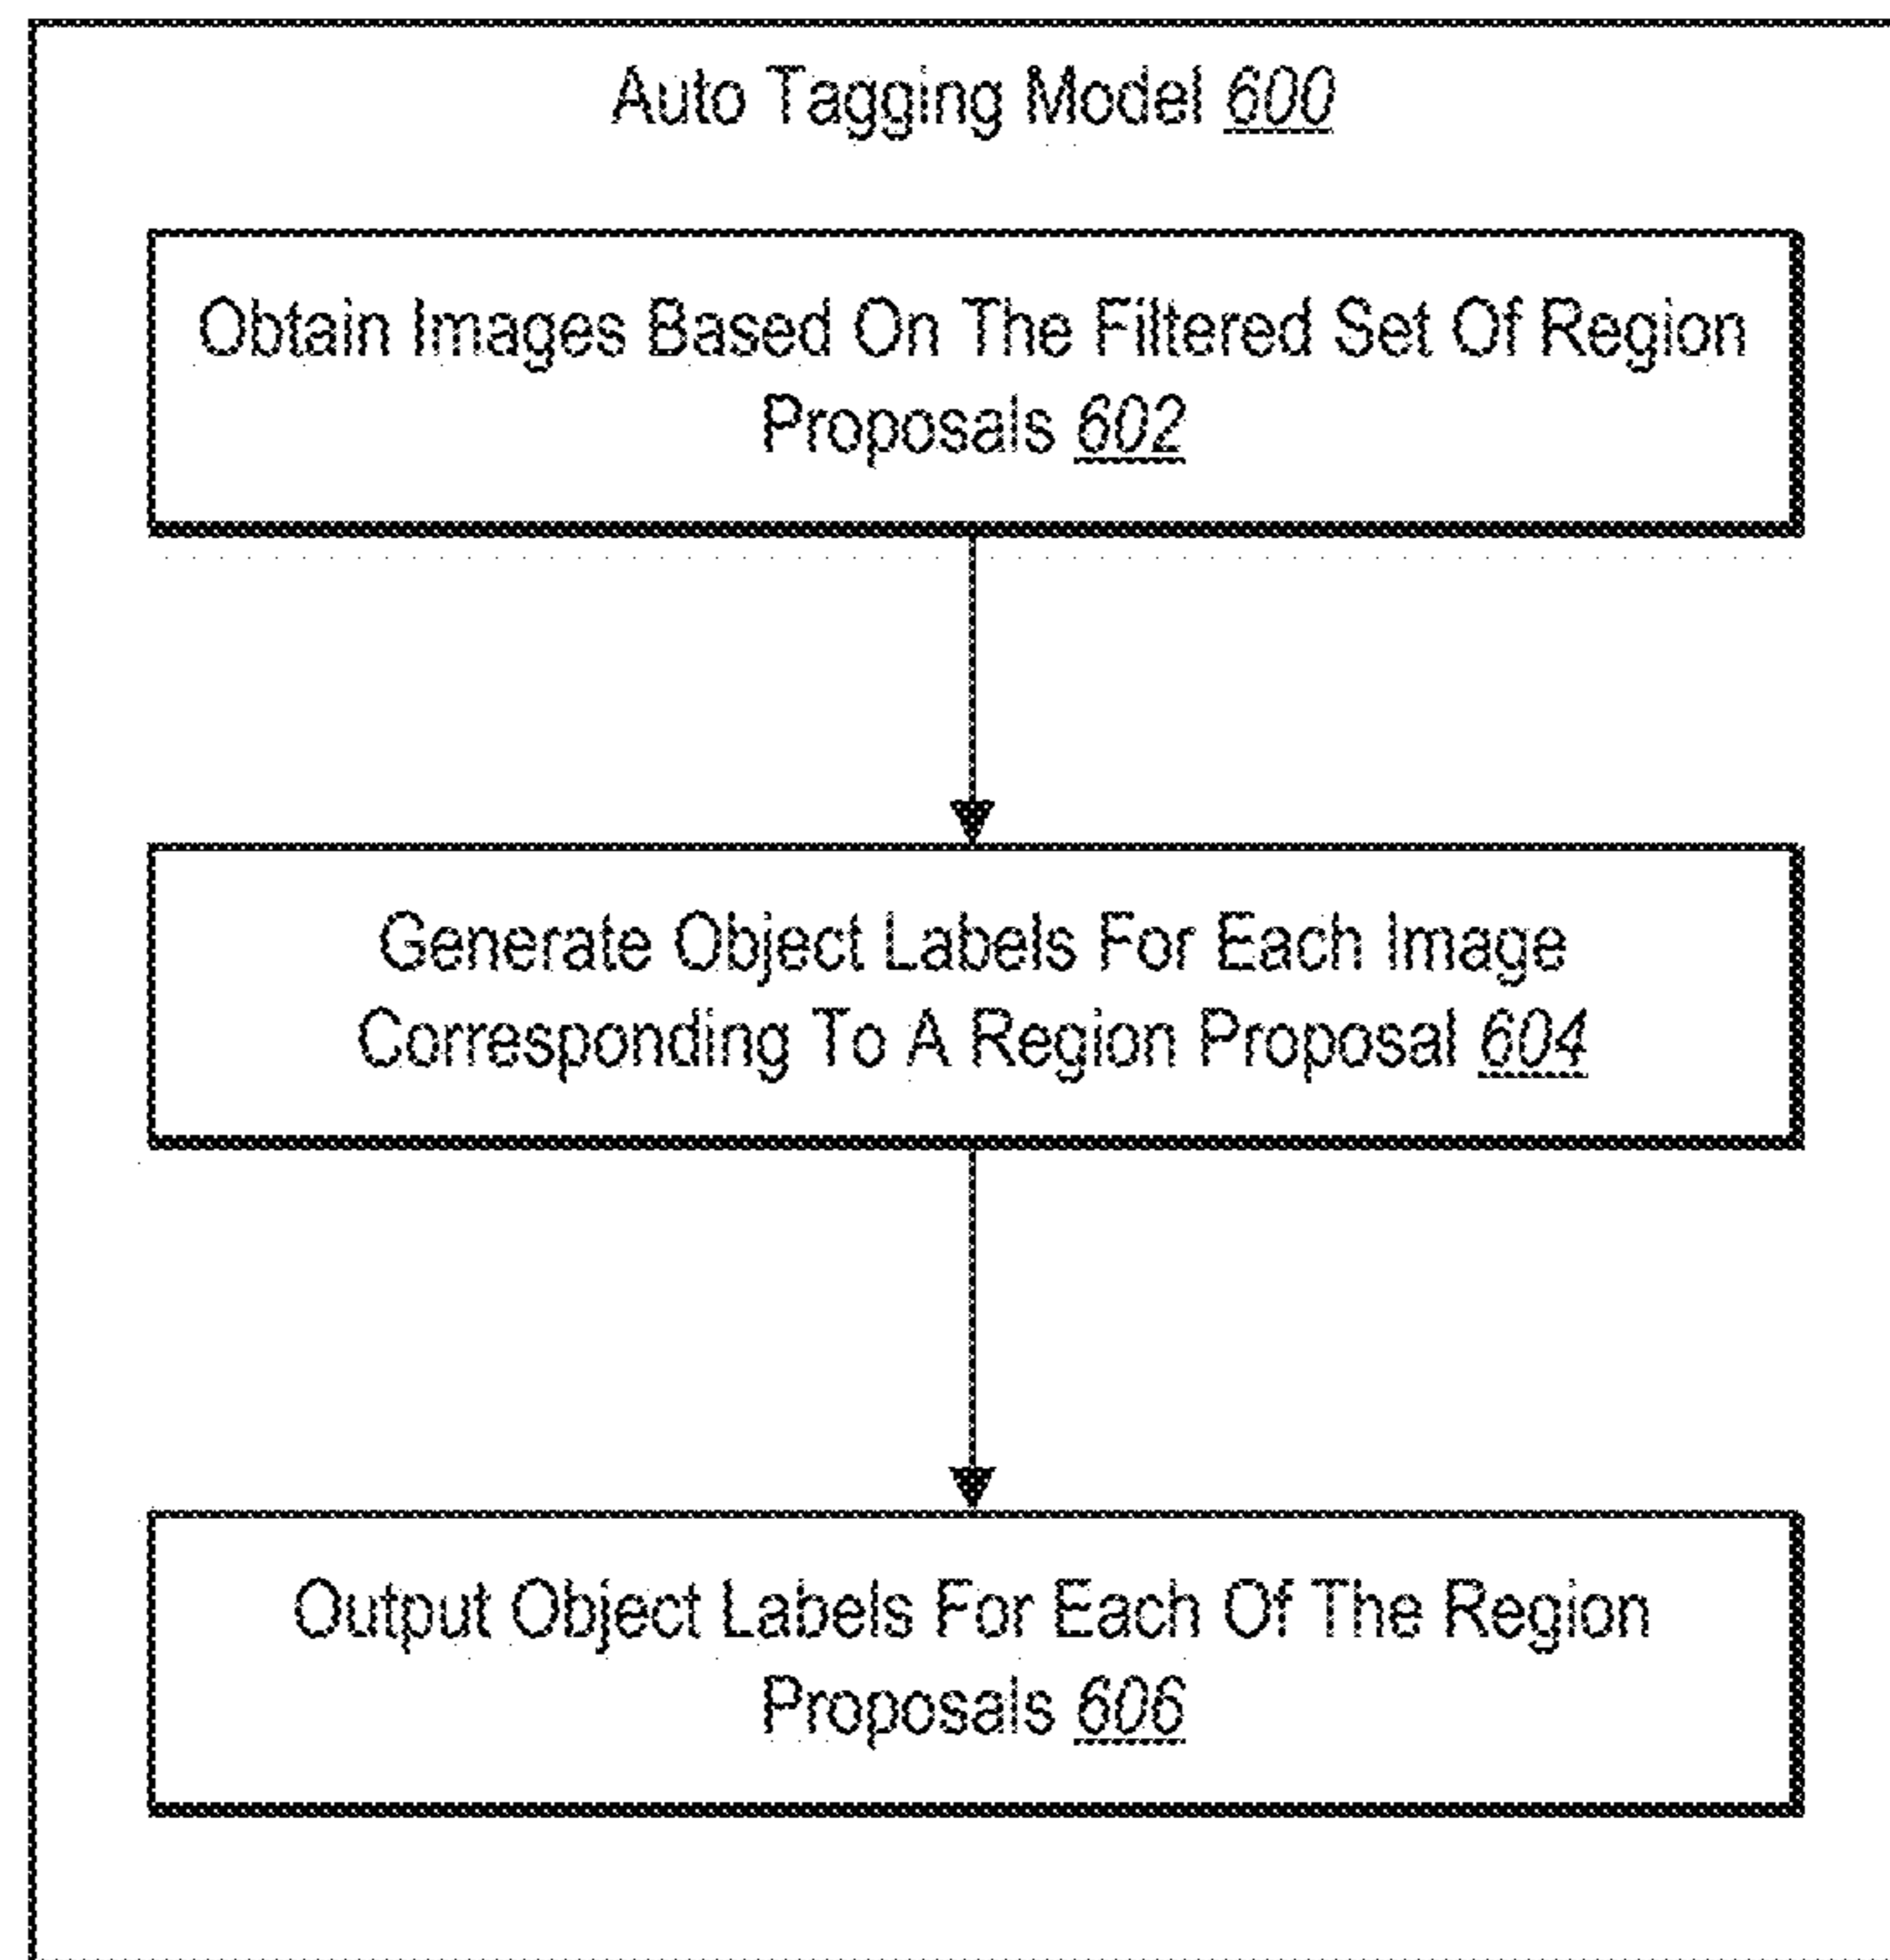 Auto Tagging Model 600
Obtain Images Based On The Filtered Set Of Region
Proposals 602
Generate Object Labels For Each Image
Corresponding To A Region Proposal 604
Output Object Labels For Each Of The Region
Proposals 606